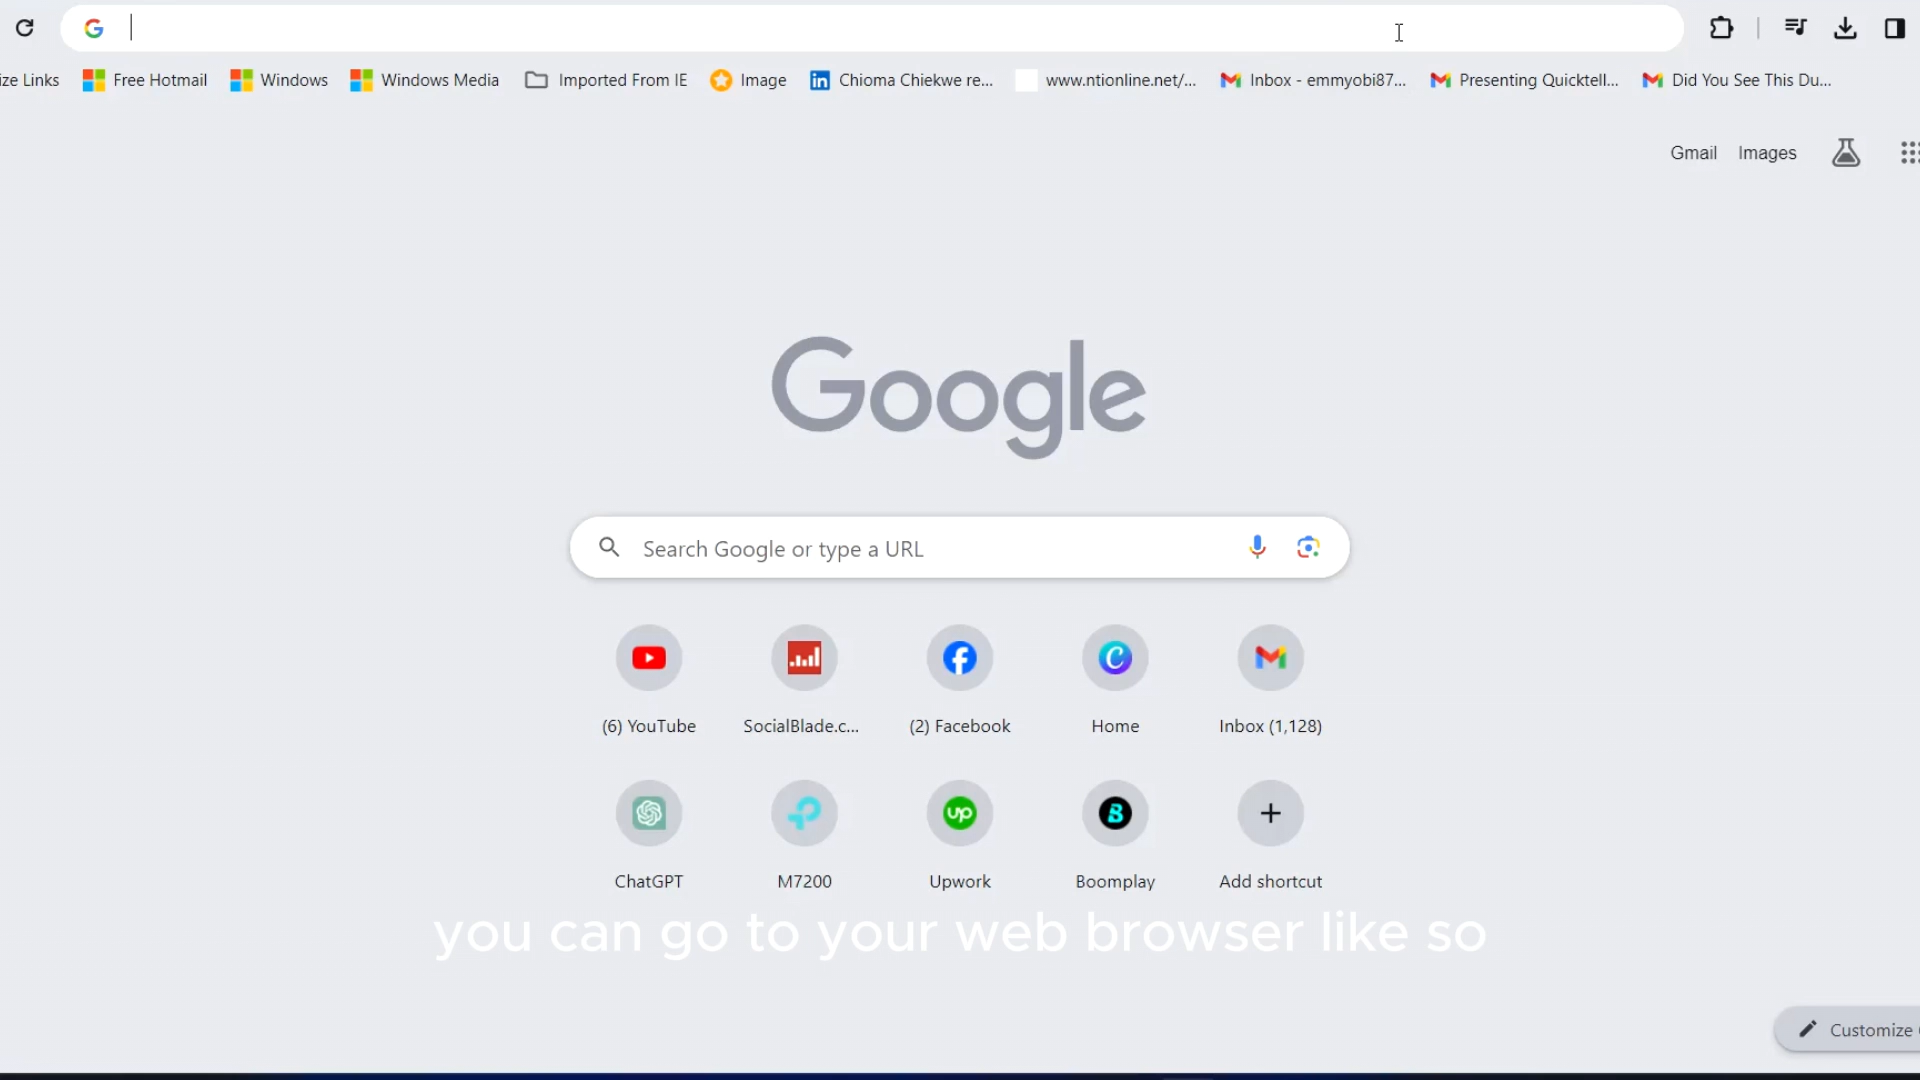 ize Links Free Hotmail Windows Windows Media Imported From IE Image Chioma Chiekwe re... www.ntionline.net/... Inbox - emmyobi87... Presenting Quicktell... Did You See This Du...
Gmail Images
Google
Search Google or type a URL
(6) YouTube SocialBlade.c... (2) Facebook Home Inbox (1,128)
ChatGPT M7200 Upwork Boomplay Add shortcut
you can go to your web browser like so
Customize